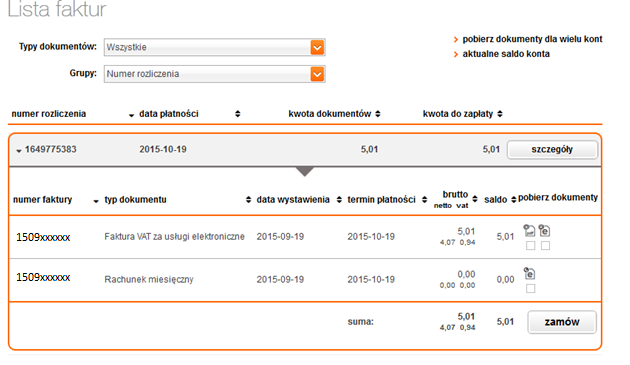 Lista faktur
Typy dokumentów: Wszystkie
Grupy: Numer rozliczenia
pobierz dokumenty dla wielu kont
aktualne saldo konta
numer rozliczenia data płatności kwota dokumentów kwota do zapłaty
1649775383 2015-10-19 5,01 5,01 szczegóły
numer faktury typ dokumentu data wystawienia termin płatności brutto saldo pobierz dokumenty
netto vat
1509xxxxxx Faktura VAT za usługi elektroniczne 2015-09-19 2015-10-19 5,01 5,01
4,07 0,94
1509xxxxxx Rachunek miesięczny 2015-09-19 2015-10-19 0,00 0,00
0,00 0,00
suma: 5,01 5,01 zamów
4,07 0,94